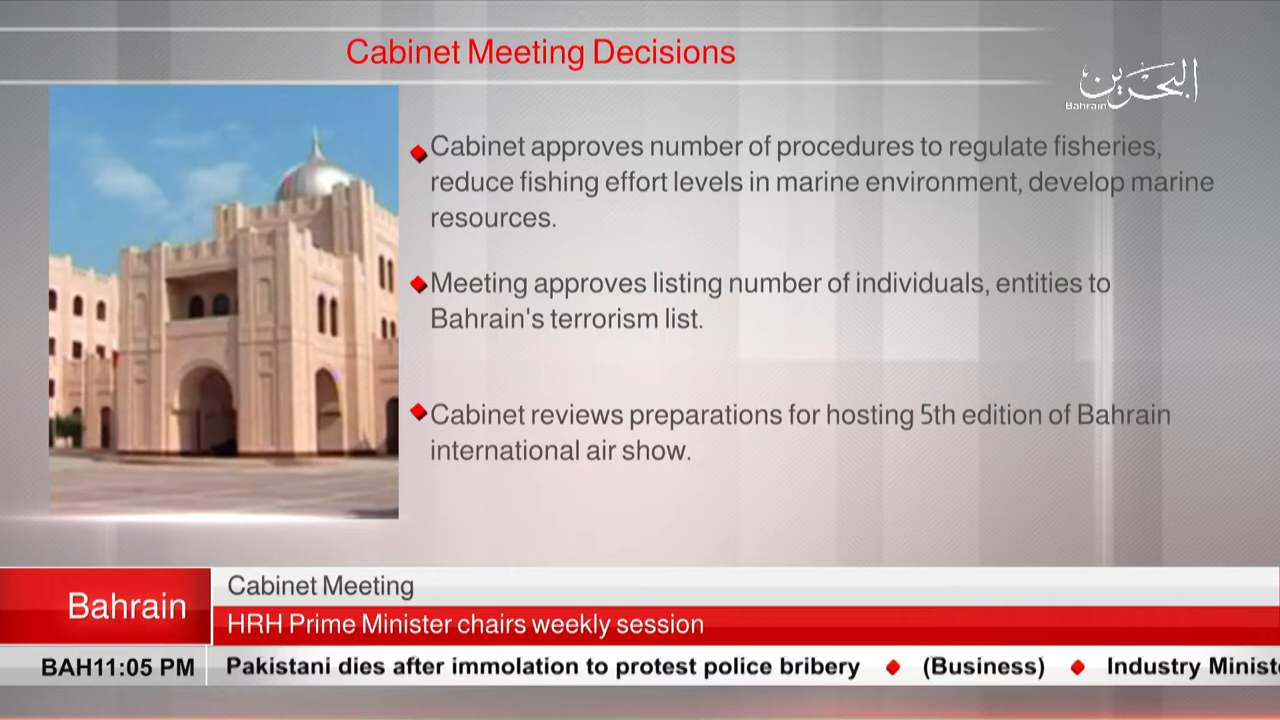 Cabinet Meeting Decisions
البحرين
Bahrain
Cabinet approves number of procedures to regulate fisheries,
reduce fishing effort levels in marine environment, develop marine
resources.
Meeting approves listing number of individuals, entities to
Bahrain's terrorism list.
Cabinet reviews preparations for hosting 5th edition of Bahrain
international air show.
Bahrain
Cabinet Meeting
HRH Prime Minister chairs weekly session
BAH11:05 PM
Pakistani dies after immolation to protest police bribery (Business) Industry